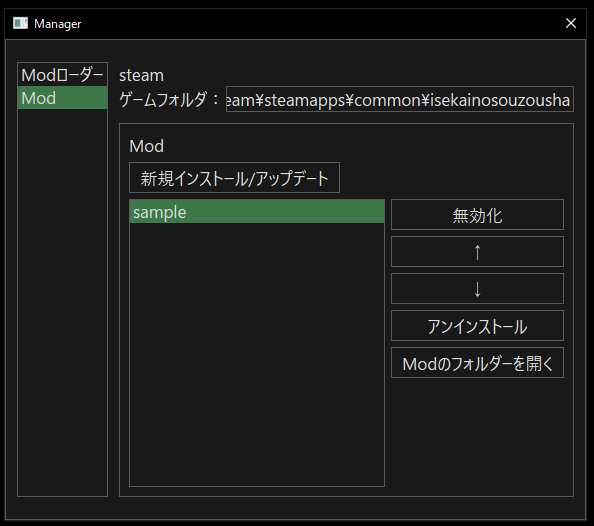 Manager
Modローダー
Mod
steam
ゲームフォルダ：
eam¥steamapps¥common¥isekainosouzousha
Mod
新規インストール/アップデート
sample
無効化
↑
↓
アンインストール
Modのフォルダーを開く